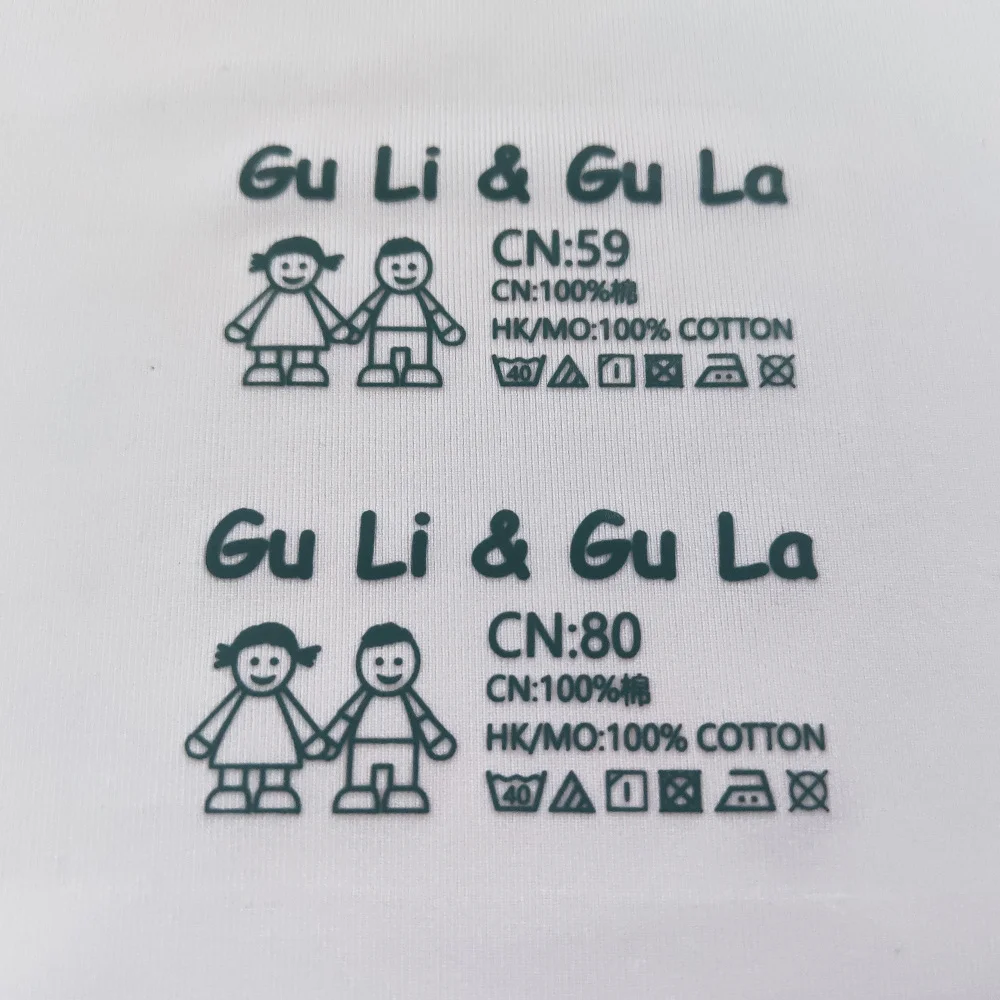 Gu Li & Gu La
CN:59
CN:100%棉
HK/MO:100% COTTON
40
Gu Li & Gu La
CN:80
CN:100%棉
HK/MO:100% COTTON
40